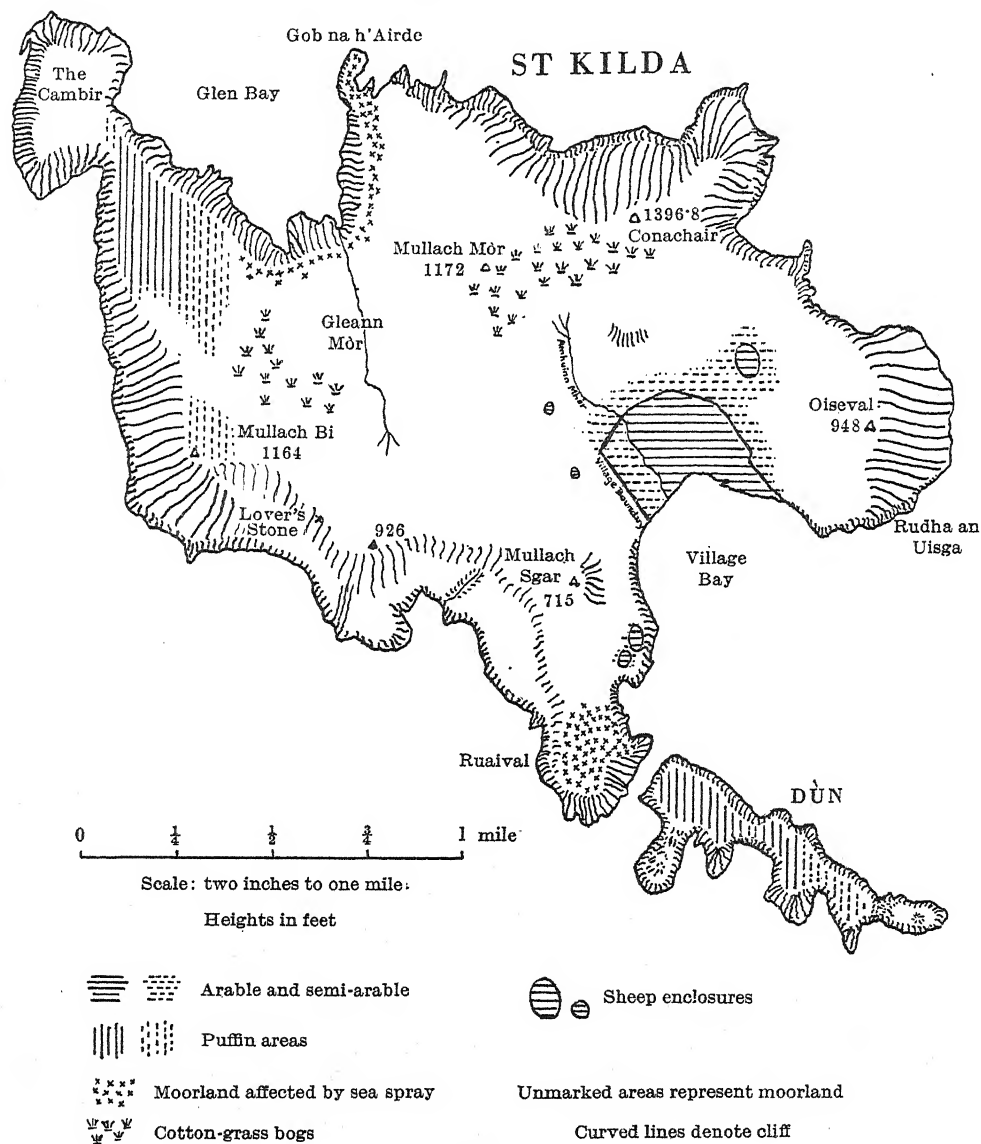 Gob na h'Airde
ST KILDA
The
Cambir
Glen Bay
1396·8
Conachair
Mullach Mòr
1172
Gleann
Mòr
Amhuinn Mhòr
Oiseval
948
Mullach Bi
1164
Village Boundry
Lover's
Stone
926
Mullach
Sgar
715
Village
Bay
Rudha an
Uisga
Ruaival
DÙN
0 ¼ ½ ¾ 1 mile
Scale: two inches to one mile.
Heights in feet
Arable and semi-arable
Sheep enclosures
Puffin areas
Moorland affected by sea spray
Unmarked areas represent moorland
Cotton-grass bogs
Curved lines denote cliff